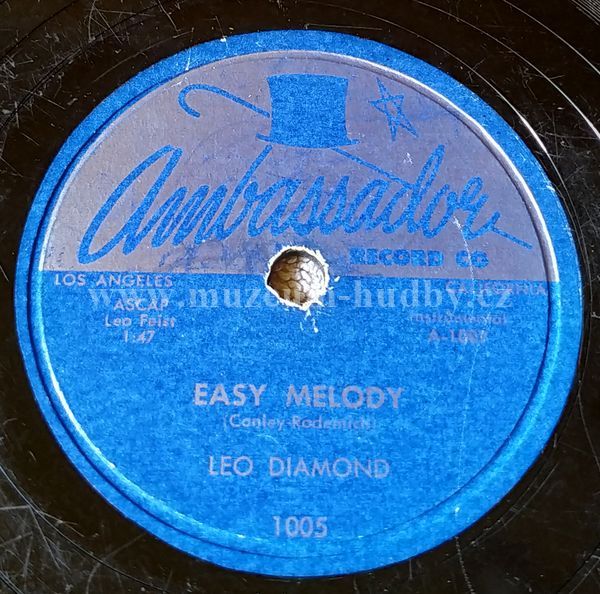 Ambassador
RECORD CO
LOS ANGELES
CALIFORNIA
www.muzeum-hudby.cz
ASCAP
Leo Feist
1:47
Instrumental
EASY MELODY
LEO DIAMOND
1005